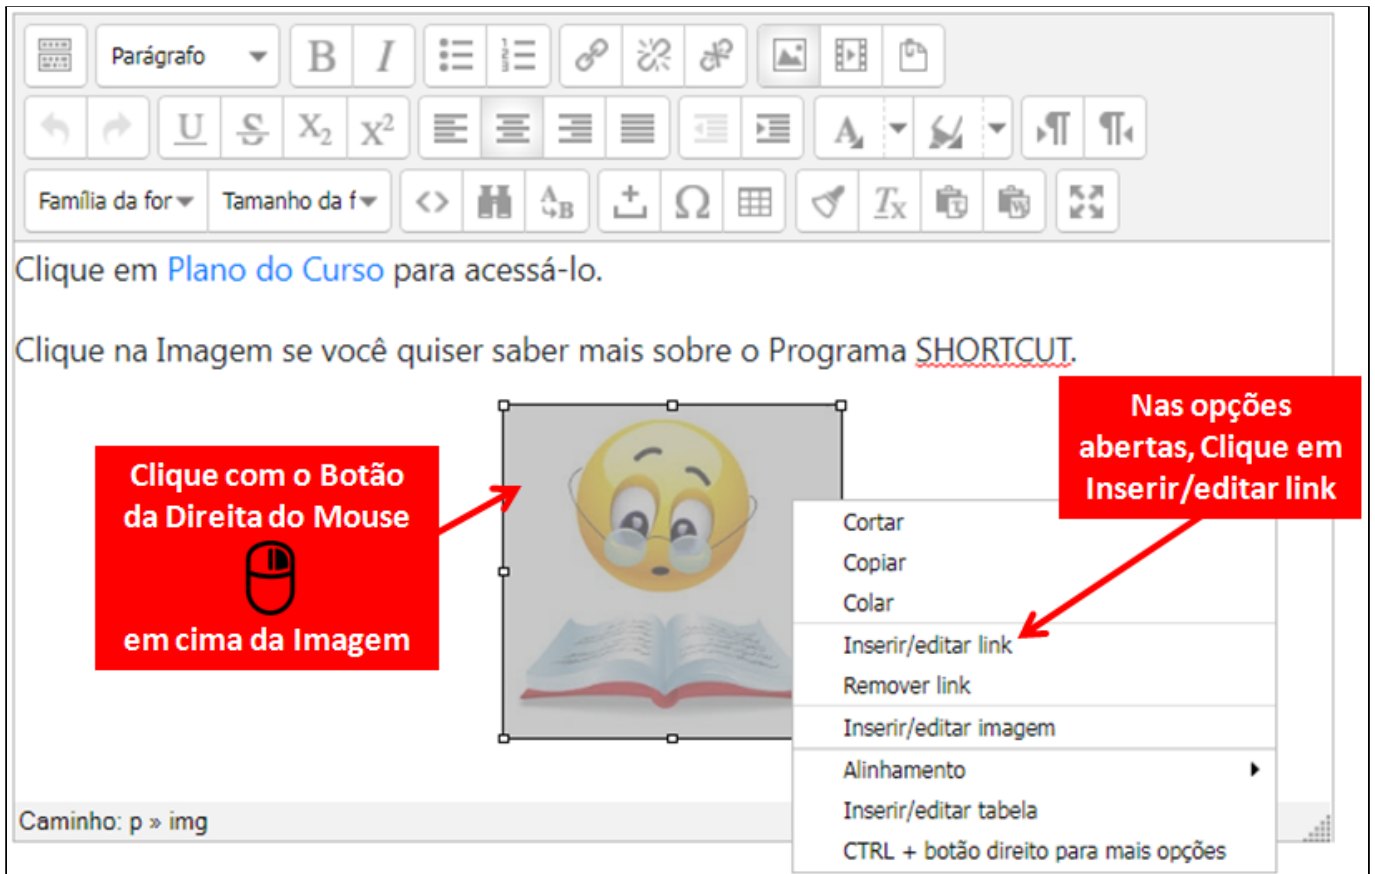 Parágrafo
B I
U S X₂ X²
A
Família da for
Tamanho da f
<> A B Ω Tx T W
Clique em Plano do Curso para acessá-lo.
Clique na Imagem se você quiser saber mais sobre o Programa SHORTCUT.
Nas opções
abertas, Clique em
Inserir/editar link
Clique com o Botão
da Direita do Mouse
em cima da Imagem
Cortar
Copiar
Colar
Inserir/editar link
Remover link
Inserir/editar imagem
Alinhamento
Inserir/editar tabela
CTRL + botão direito para mais opções
Caminho: p » img